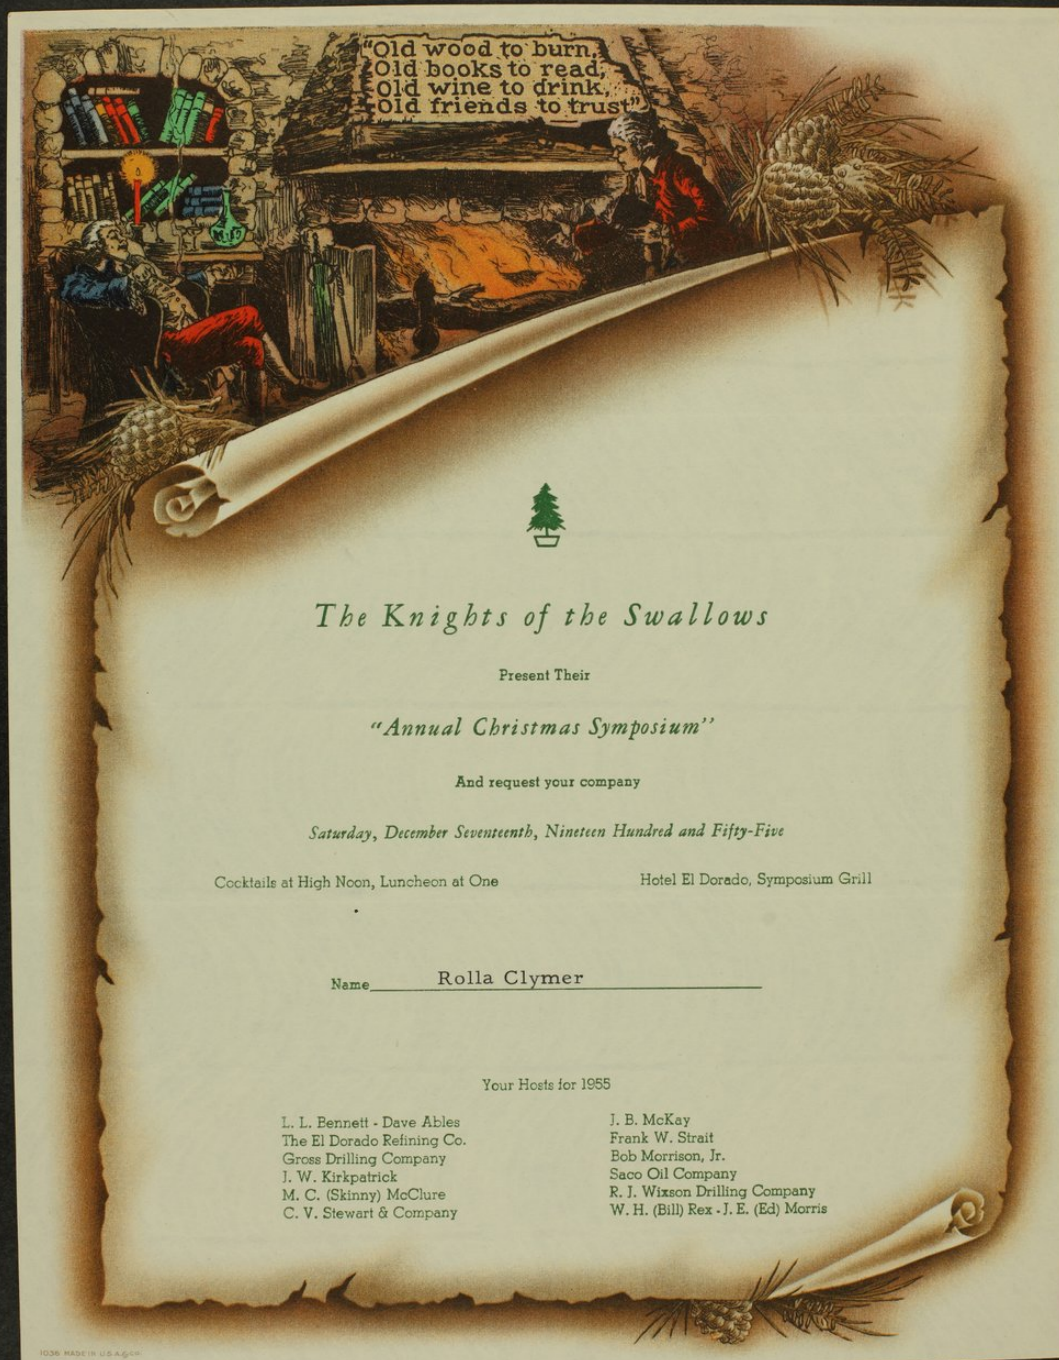 "Old wood to burn,
Old books to read,
Old wine to drink,
Old friends to trust"
The Knights of the Swallows
Present Their
"Annual Christmas Symposium"
And request your company
Saturday, December Seventeenth, Nineteen Hundred and Fifty-Five
Cocktails at High Noon, Luncheon at One
Hotel El Dorado, Symposium Grill
Name Rolla Clymer
Your Hosts for 1955
L. L. Bennett - Dave Ables
The El Dorado Refining Co.
Gross Drilling Company
J. W. Kirkpatrick
M. C. (Skinny) McClure
C. V. Stewart & Company
J. B. McKay
Frank W. Strait
Bob Morrison, Jr.
Saco Oil Company
R. J. Wixson Drilling Company
W. H. (Bill) Rex - J. E. (Ed) Morris
MADE IN U.S.A.